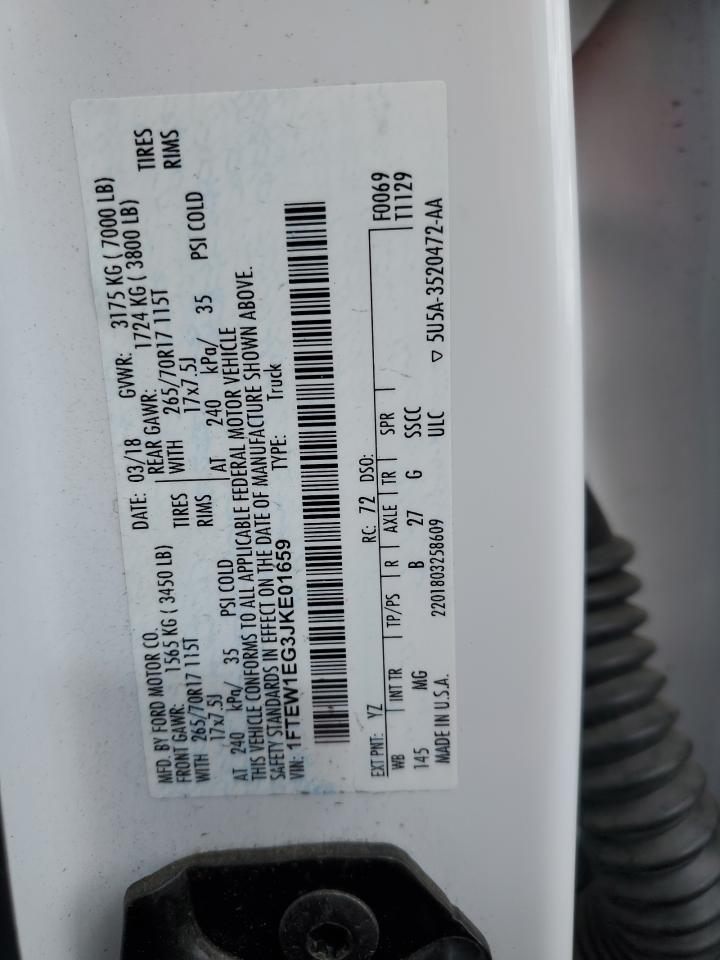 MFD. BY FORD MOTOR CO. DATE: 03/18 GVWR: 3175 KG ( 7000 LB)
FRONT GAWR: 1565 KG ( 3450 LB) REAR GAWR: 1724 KG ( 3800 LB)
WITH 265/70R17 115T TIRES WITH 265/70R17 115T TIRES
17x7.5J RIMS 17x7.5J RIMS
AT 240 kPa/ 35 PSI COLD AT 240 kPa/ 35 PSI COLD
THIS VEHICLE CONFORMS TO ALL APPLICABLE FEDERAL MOTOR VEHICLE
SAFETY STANDARDS IN EFFECT ON THE DATE OF MANUFACTURE SHOWN ABOVE.
VIN: 1FTEW1EG3JKE01659 TYPE: Truck
EXT PNT: YZ RC: 72 DSO: F0069
WB INT TR TP/PS R AXLE TR SPR T1129
145 MG B 27 G SSCC
MADE IN U.S.A. 2201803258609 ULC ▽ 5U5A-3520472-AA